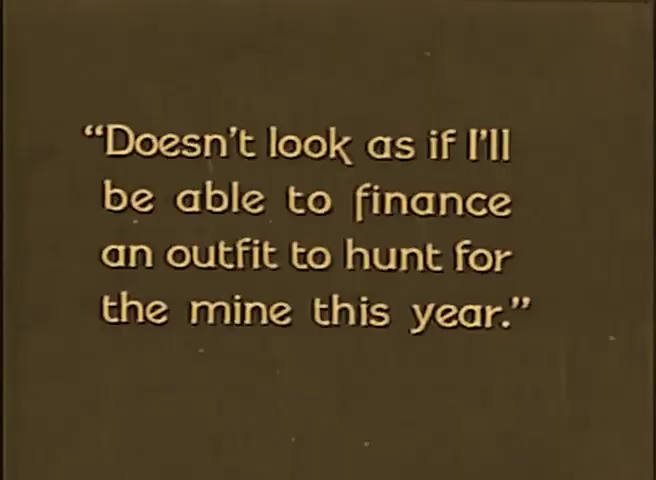 “Doesn’t look as if I’ll
be able to finance
an outfit to hunt for
the mine this year.”